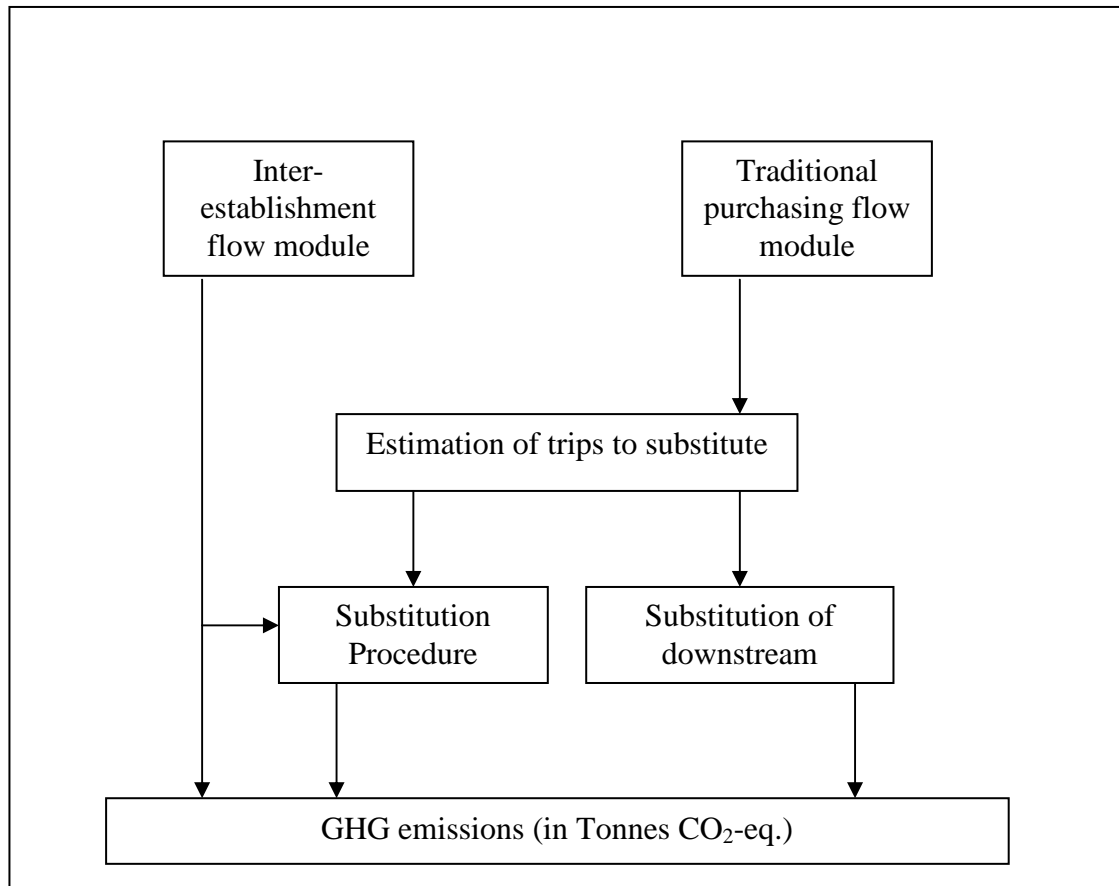 Inter-
establishment
flow module
Traditional
purchasing flow
module
Estimation of trips to substitute
Substitution
Procedure
Substitution of
downstream
GHG emissions (in Tonnes CO₂-eq.)